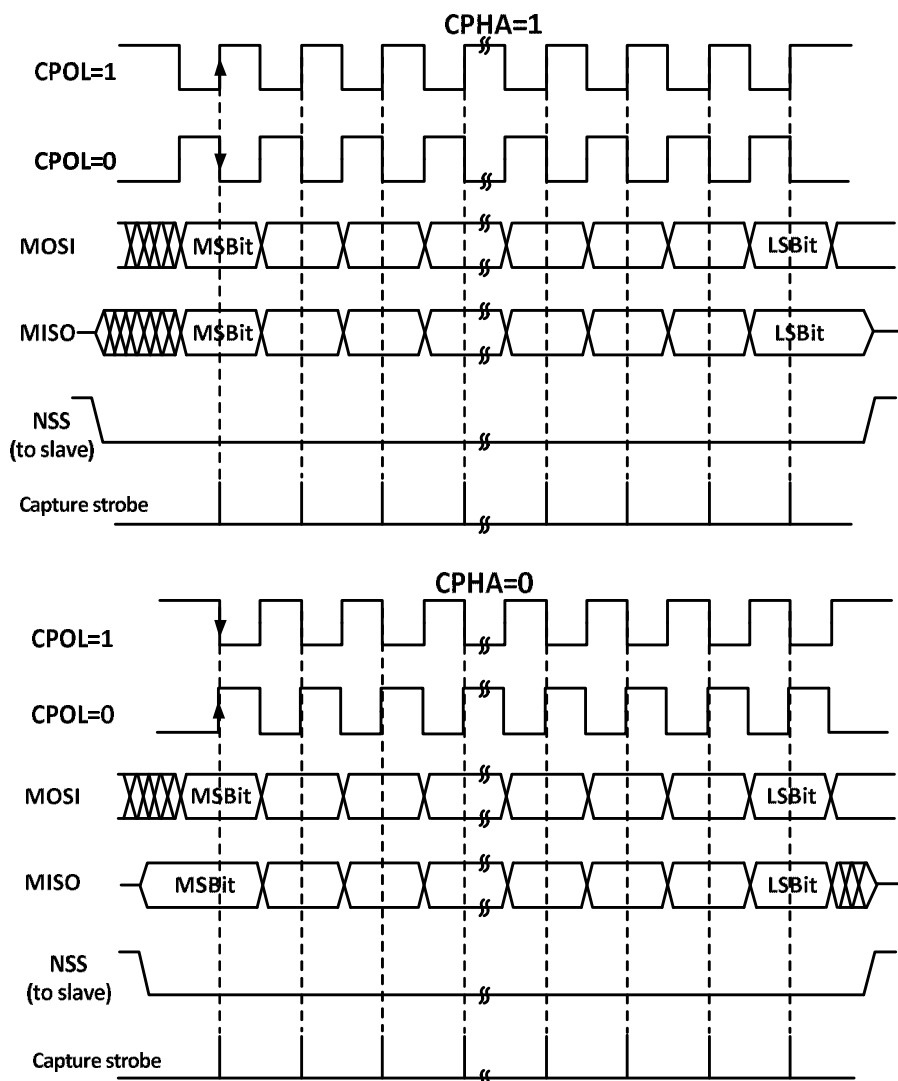 CPHA=1
CPOL=1
CPOL=0
MOSI MSBit LSBit
MISO MSBit LSBit
NSS
(to slave)
Capture strobe
CPHA=0
CPOL=1
CPOL=0
MOSI MSBit LSBit
MISO MSBit LSBit
NSS
(to slave)
Capture strobe